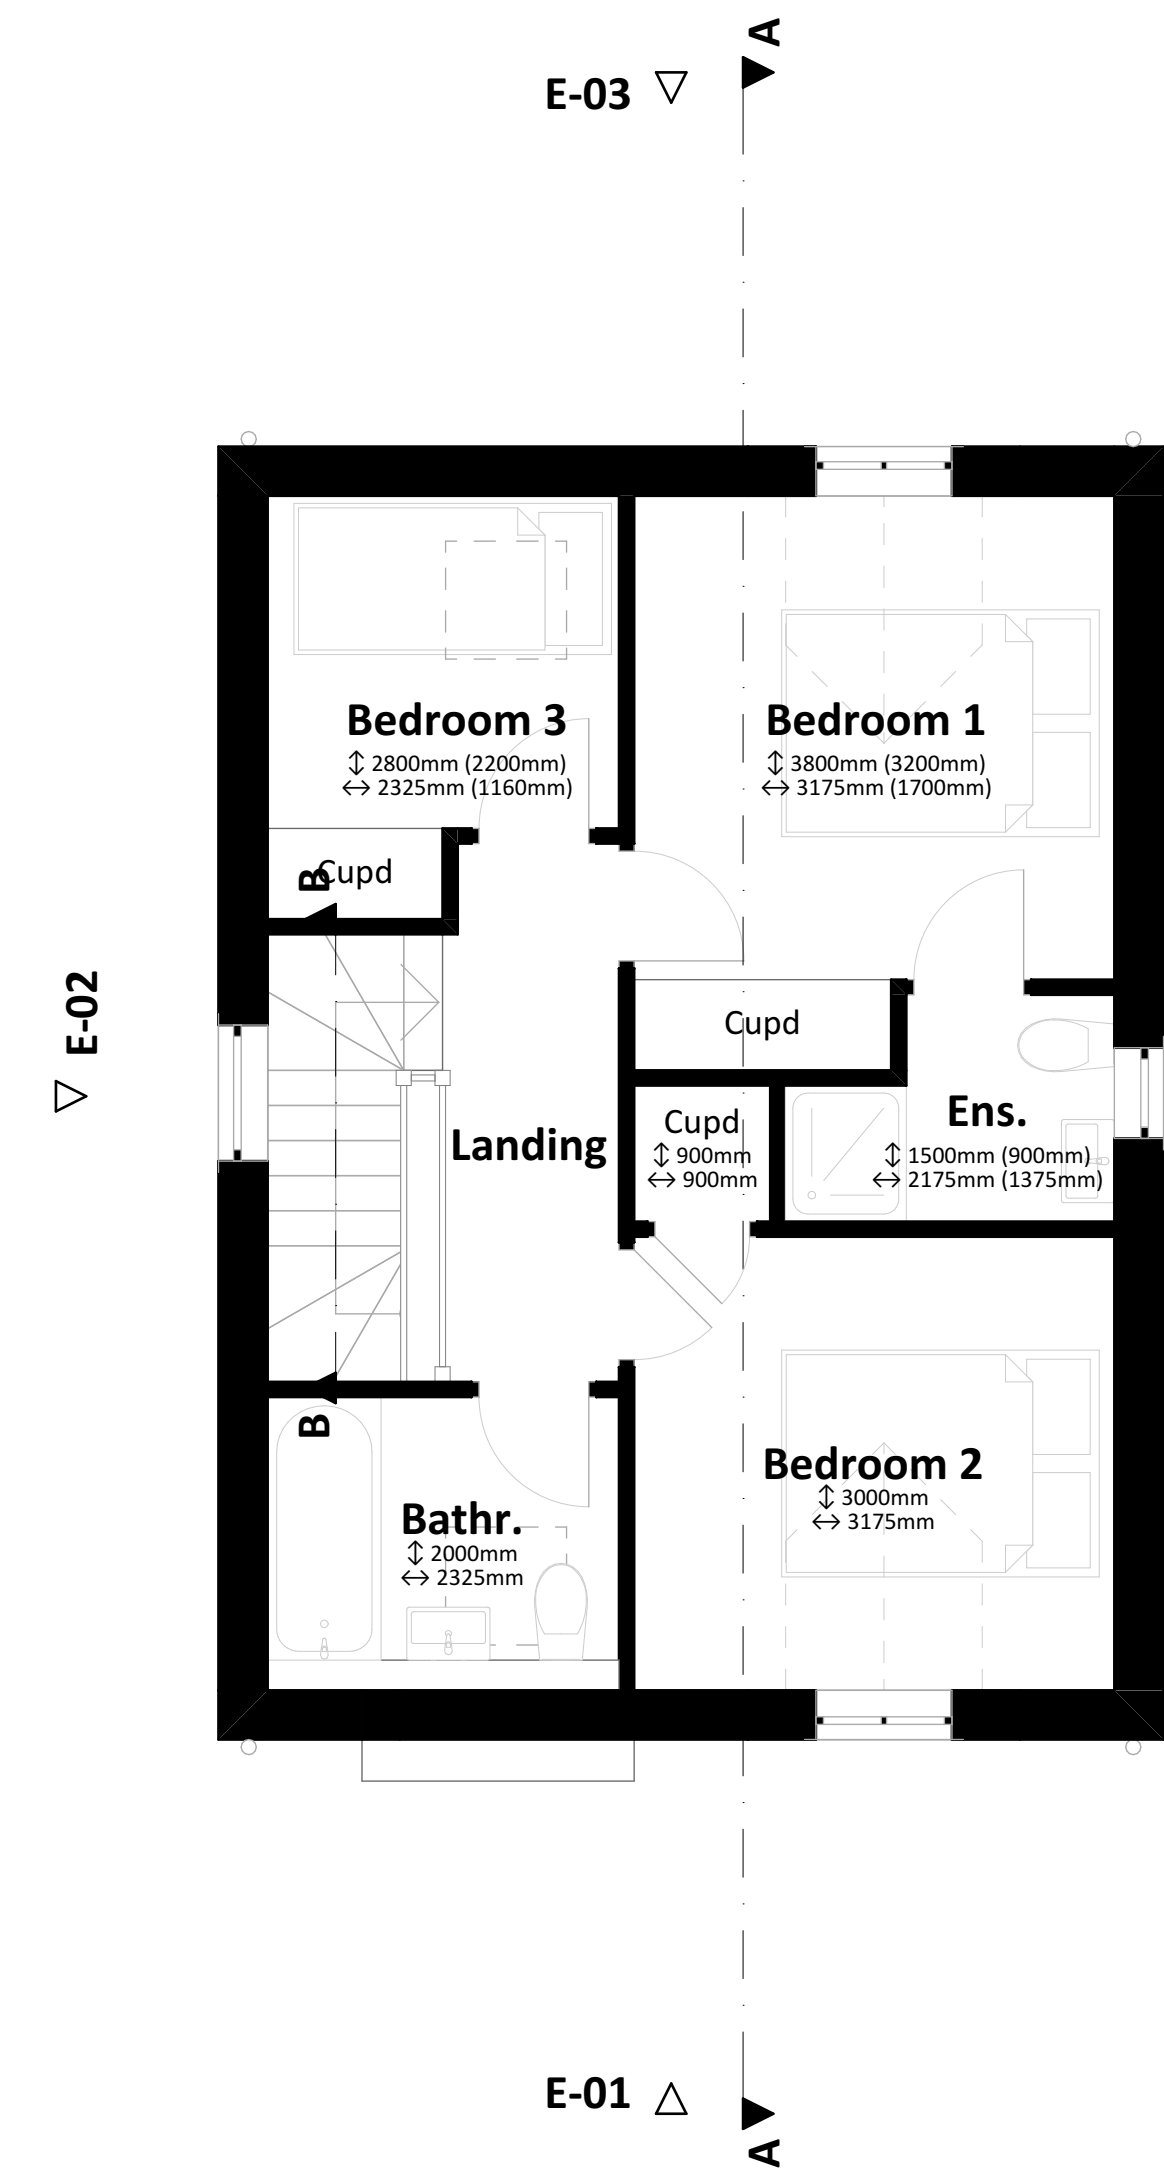 A
E-03
Bedroom 3
↕ 2800mm (2200mm)
↔ 2325mm (1160mm)
Bedroom 1
↕ 3800mm (3200mm)
↔ 3175mm (1700mm)
Cupd
B
E-02
Cupd
Cupd
↕ 900mm
↔ 900mm
Ens.
↕ 1500mm (900mm)
↔ 2175mm (1375mm)
Landing
B
Bedroom 2
↕ 3000mm
↔ 3175mm
Bathr.
↕ 2000mm
↔ 2325mm
E-01
A